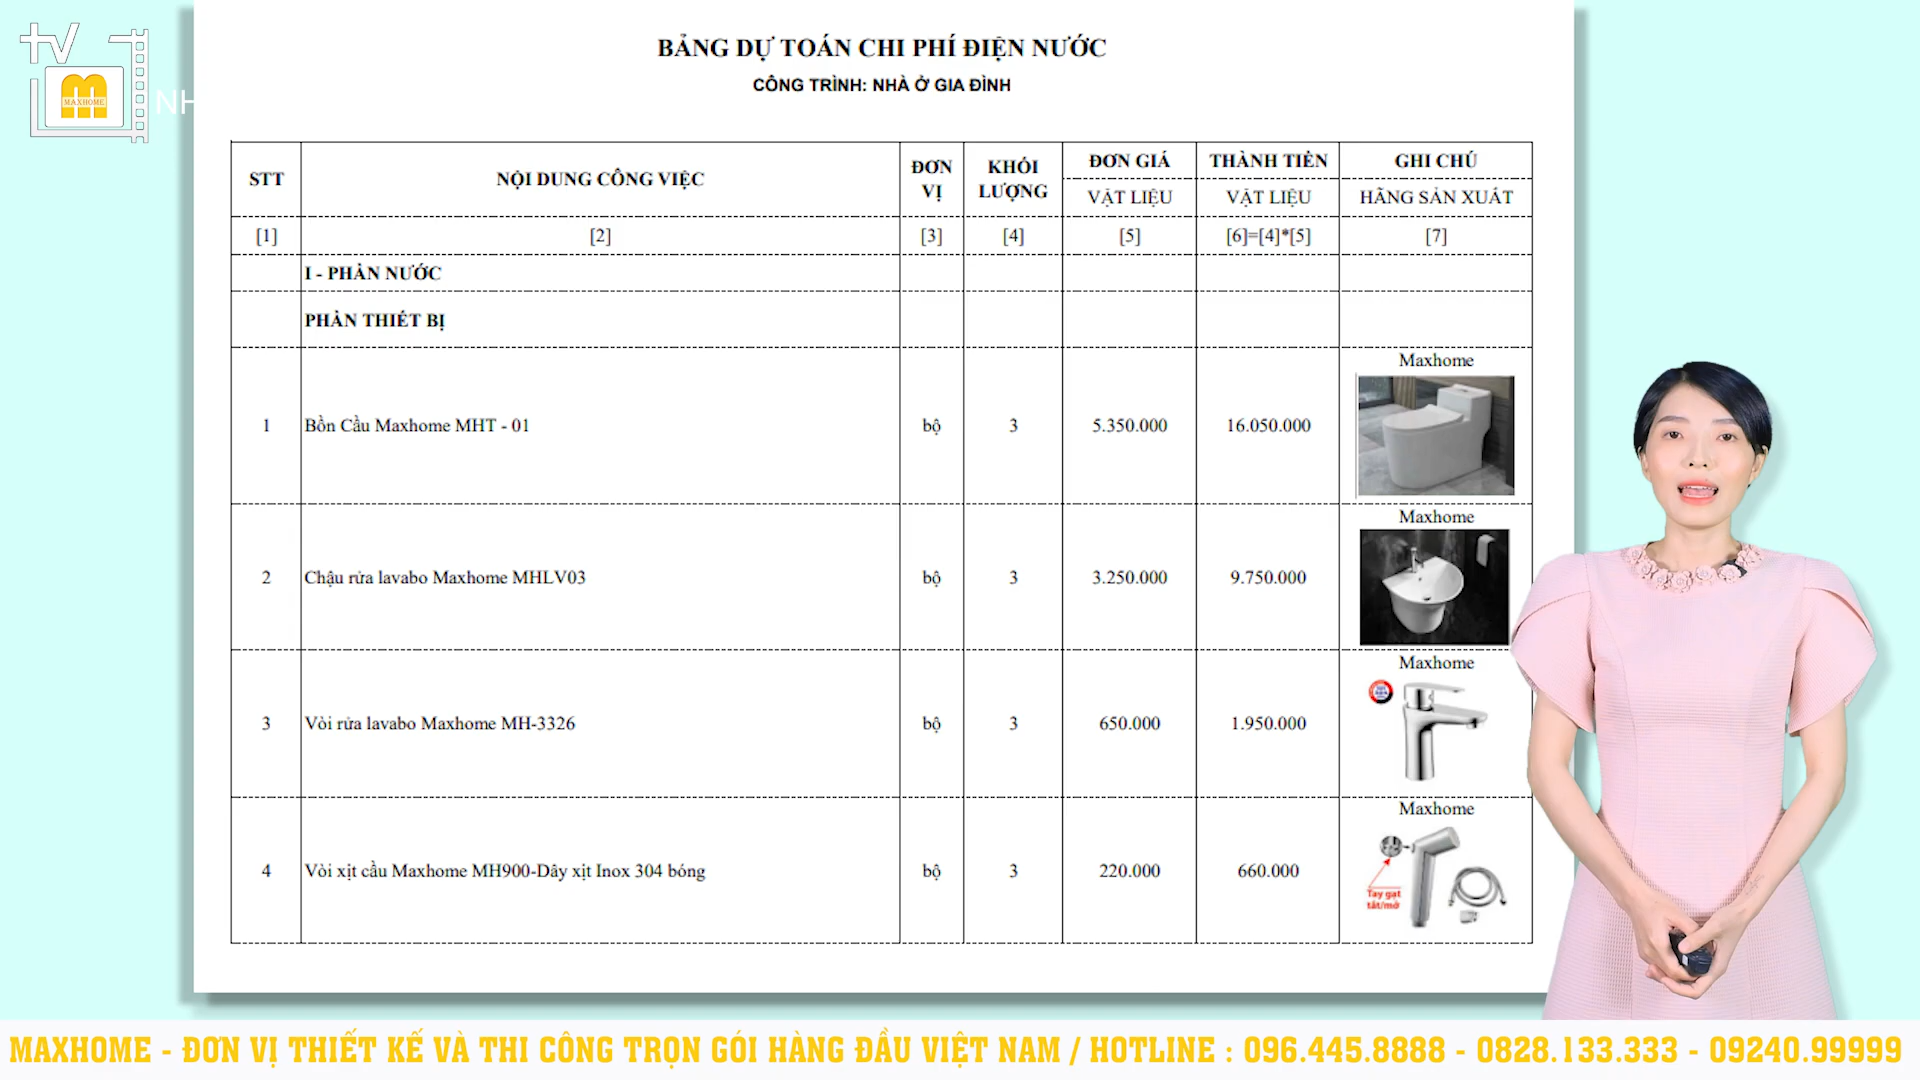 TV
MAXHOME
NH
BẢNG DỰ TOÁN CHI PHÍ ĐIỆN NƯỚC
CÔNG TRÌNH: NHÀ Ở GIA ĐÌNH
STT NỘI DUNG CÔNG VIỆC ĐƠN VỊ KHỐI LƯỢNG ĐƠN GIÁ THÀNH TIỀN GHI CHÚ
VẬT LIỆU VẬT LIỆU HÃNG SẢN XUẤT
[1] [2] [3] [4] [5] [6]=[4]*[5] [7]
I - PHẦN NƯỚC
PHẦN THIẾT BỊ
Maxhome
1 Bồn Cầu Maxhome MHT - 01 bộ 3 5.350.000 16.050.000
Maxhome
2 Chậu rửa lavabo Maxhome MHLV03 bộ 3 3.250.000 9.750.000
Maxhome
3 Vòi rửa lavabo Maxhome MH-3326 bộ 3 650.000 1.950.000
Maxhome
4 Vòi xịt cầu Maxhome MH900-Dây xịt Inox 304 bóng bộ 3 220.000 660.000
Tay gạt
tắt/mở
MAXHOME - ĐƠN VỊ THIẾT KẾ VÀ THI CÔNG TRỌN GÓI HÀNG ĐẦU VIỆT NAM / HOTLINE : 096.445.8888 - 0828.133.333 - 09240.99999